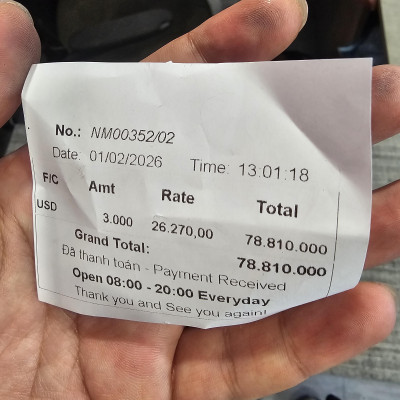 No.: NM00352/02
Date: 01/02/2026 Time: 13:01:18
F/C Amt Rate Total
USD 3.000 26.270,00 78.810.000
Grand Total: 78.810.000
Đã thanh toán - Payment Received
Open 08:00 - 20:00 Everyday
Thank you and See you again!